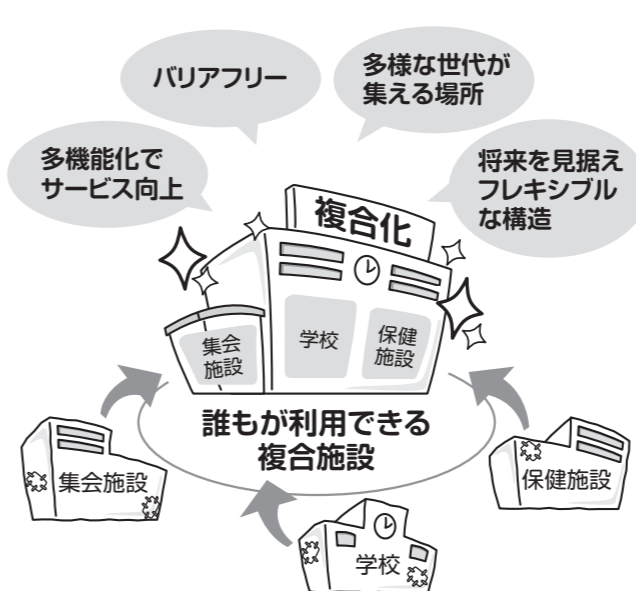 バリアフリー
多様な世代が
集える場所
多機能化で
サービス向上
将来を見据え
フレキシブル
な構造
複合化
集会
施設
学校
保健
施設
誰もが利用できる
複合施設
集会施設
学校
保健施設